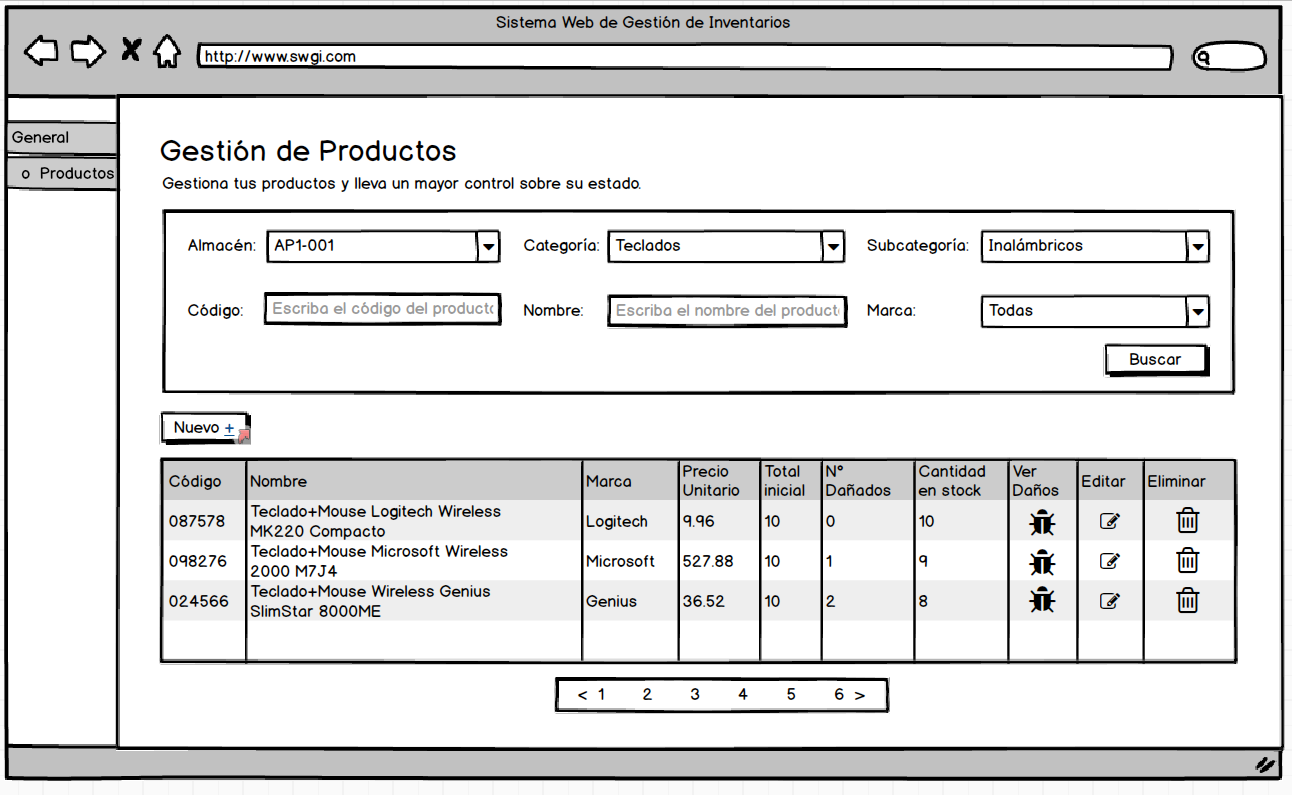 Sistema Web de Gestión de Inventarios
http://www.swgi.com
General
o Productos
Gestión de Productos
Gestiona tus productos y lleva un mayor control sobre su estado.
Almacén: AP1-001 Categoría: Teclados Subcategoría: Inalámbricos
Código: Escriba el código del producto Nombre: Escriba el nombre del product Marca: Todas
Buscar
Nuevo +
Código Nombre Marca Precio Unitario Total inicial N° Dañados Cantidad en stock Ver Daños Editar Eliminar
087578 Teclado+Mouse Logitech Wireless MK220 Compacto Logitech 9.96 10 0 10
098276 Teclado+Mouse Microsoft Wireless 2000 M7J4 Microsoft 527.88 10 1 9
024566 Teclado+Mouse Wireless Genius SlimStar 8000ME Genius 36.52 10 2 8
< 1 2 3 4 5 6 >